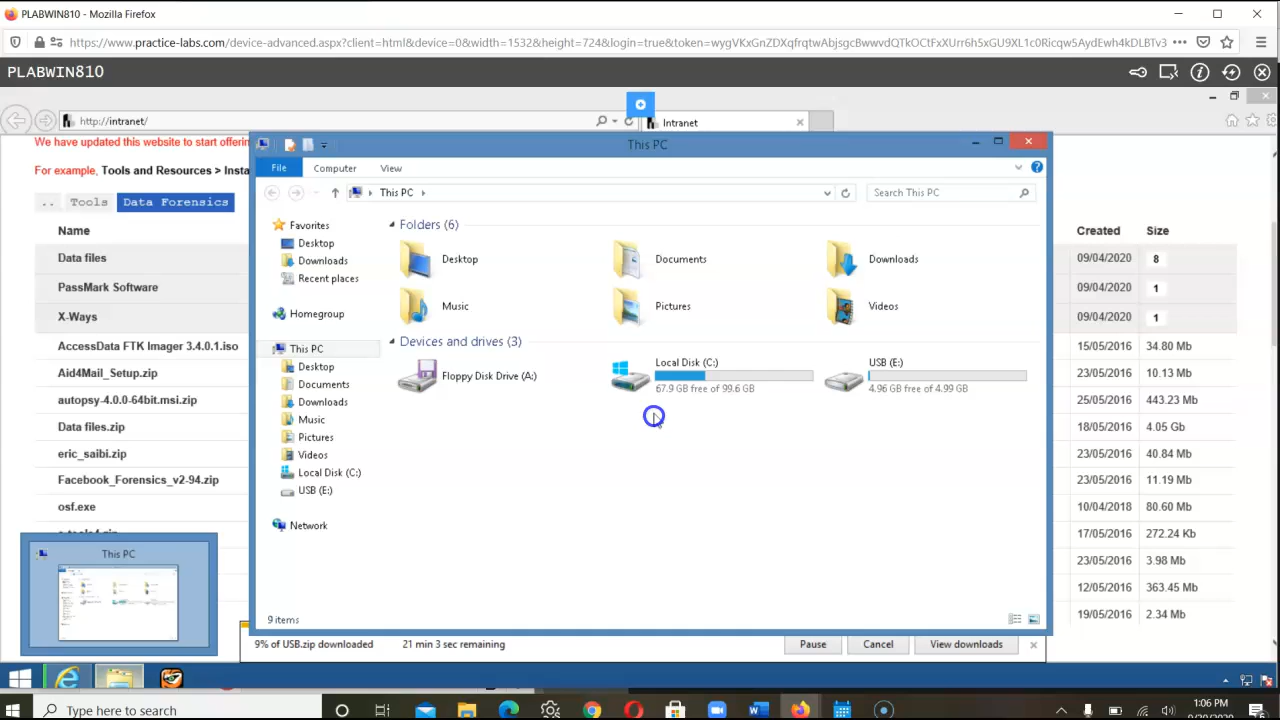 PLABWIN810 - Mozilla Firefox
https://www.practice-labs.com/device-advanced.aspx?client=html&device=0&width=1532&height=724&login=true&token=wygVKxGnZDXqfrqtwAbjsgcBwwvdQTkOCtFxXUrr6h5xGU9XL1c0Ricqw5AydEwh4kDLBTv3
PLABWIN810
http://intranet/
Intranet
We have updated this website to start offerin
For example, Tools and Resources > Insta
.. Tools Data Forensics
Name
Data files
PassMark Software
X-Ways
AccessData FTK Imager 3.4.0.1.iso
Aid4Mail_Setup.zip
autopsy-4.0.0-64bit.msi.zip
Data files.zip
eric_saibi.zip
Facebook_Forensics_v2-94.zip
osf.exe
This PC
File Computer View
This PC
Search This PC
Favorites
Desktop
Downloads
Recent places
Homegroup
This PC
Desktop
Documents
Downloads
Music
Pictures
Videos
Local Disk (C:)
USB (E:)
Network
Folders (6)
Desktop Documents Downloads
Music Pictures Videos
Devices and drives (3)
Floppy Disk Drive (A:)
Local Disk (C:)
67.9 GB free of 99.6 GB
USB (E:)
4.96 GB free of 4.99 GB
9 items
Created Size
09/04/2020 8
09/04/2020 1
09/04/2020 1
15/05/2016 34.80 Mb
23/05/2016 10.13 Mb
25/05/2016 443.23 Mb
18/05/2016 4.05 Gb
23/05/2016 40.84 Mb
23/05/2016 11.19 Mb
10/04/2018 80.60 Mb
17/05/2016 272.24 Kb
23/05/2016 3.98 Mb
12/05/2016 363.45 Mb
19/05/2016 2.34 Mb
This PC
9% of USB.zip downloaded 21 min 3 sec remaining Pause Cancel View downloads
Type here to search
1:06 PM